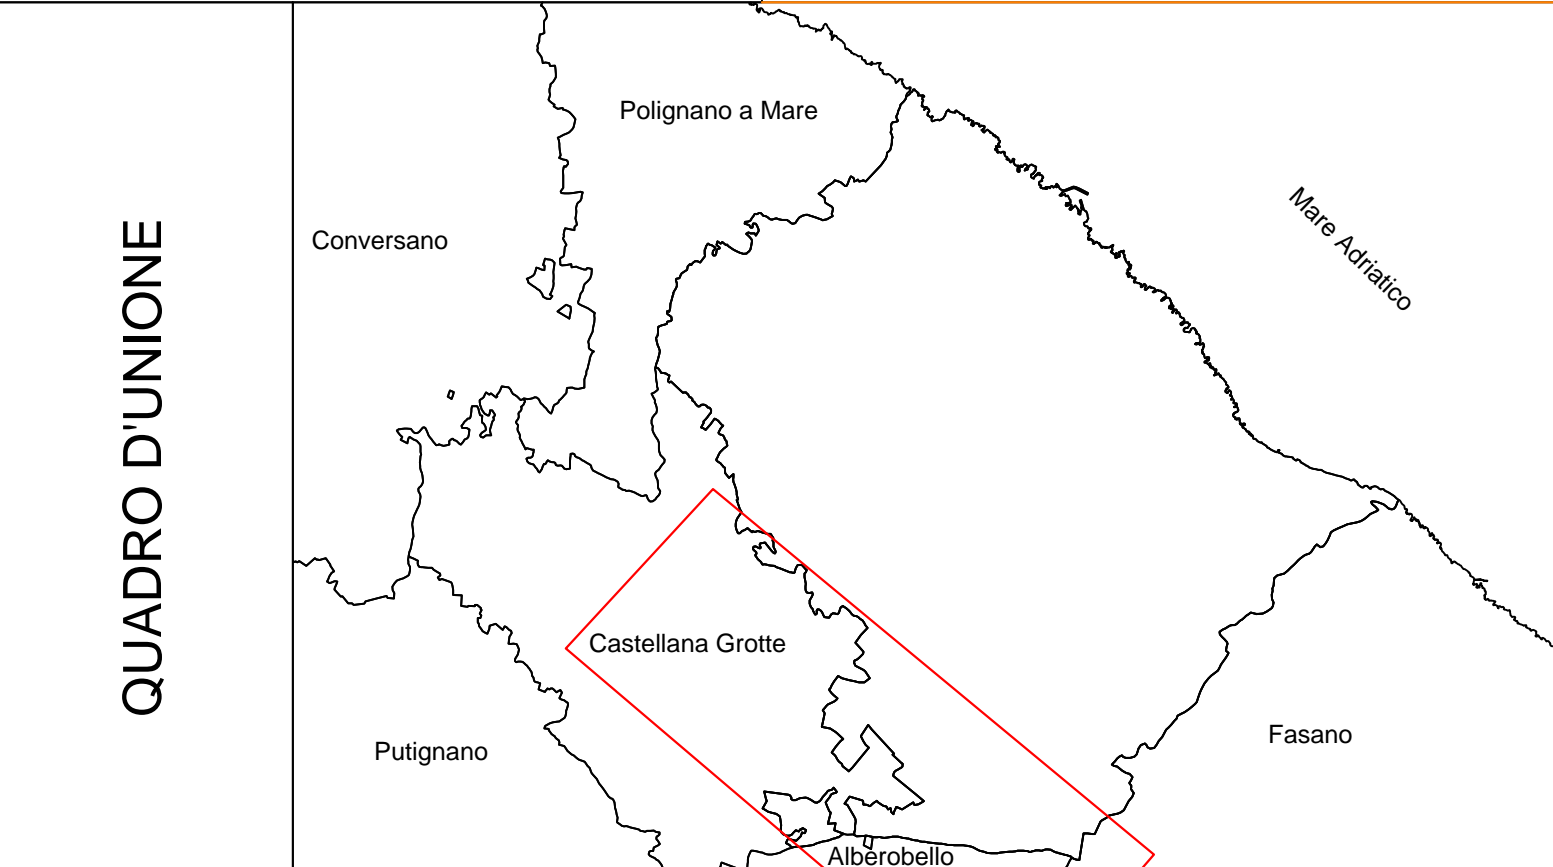 QUADRO D'UNIONE
Polignano a Mare
Conversano
Mare Adriatico
Castellana Grotte
Putignano
Fasano
Alberobello